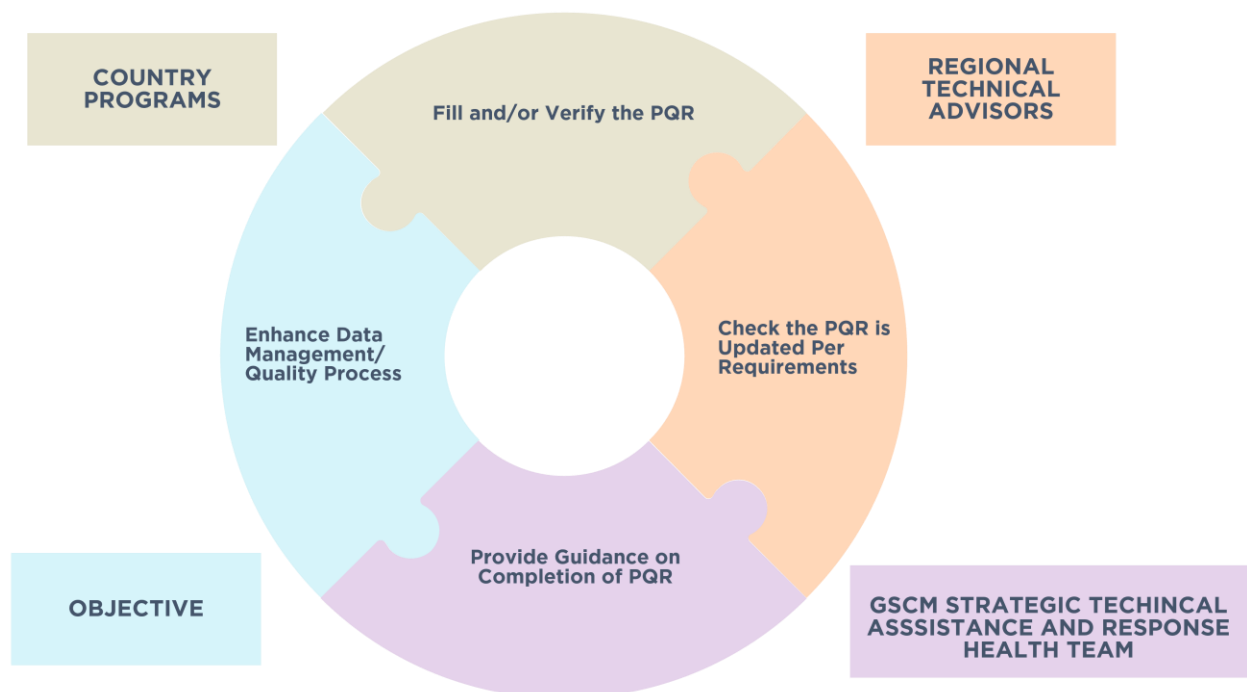 COUNTRY
PROGRAMS
Fill and/or Verify the PQR
REGIONAL
TECHNICAL
ADVISORS
Enhance Data
Management/
Quality Process
Check the PQR is
Updated Per
Requirements
Provide Guidance on
Completion of PQR
OBJECTIVE
GSCM STRATEGIC TECHINCAL
ASSSISTANCE AND RESPONSE
HEALTH TEAM